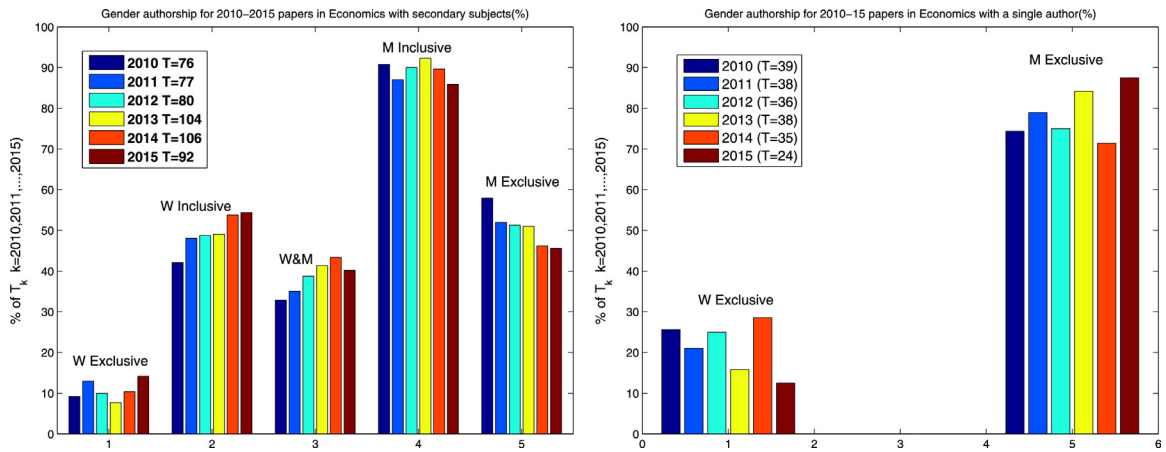 Gender authorship for 2010−2015 papers in Economics with secondary subjects(%)
% of T_k k=2010,2011,...,2015)
100
90
80
70
60
50
40
30
20
10
0
2010 T=76
2011 T=77
2012 T=80
2013 T=104
2014 T=106
2015 T=92
M Inclusive
M Exclusive
W Inclusive
W&M
W Exclusive
1
2
3
4
5
Gender authorship for 2010−15 papers in Economics with a single author(%)
% of T_k k=2010,2011,...,2015)
100
90
80
70
60
50
40
30
20
10
0
2010 (T=39)
2011 (T=38)
2012 (T=36)
2013 (T=38)
2014 (T=35)
2015 (T=24)
M Exclusive
W Exclusive
0
1
2
3
4
5
6